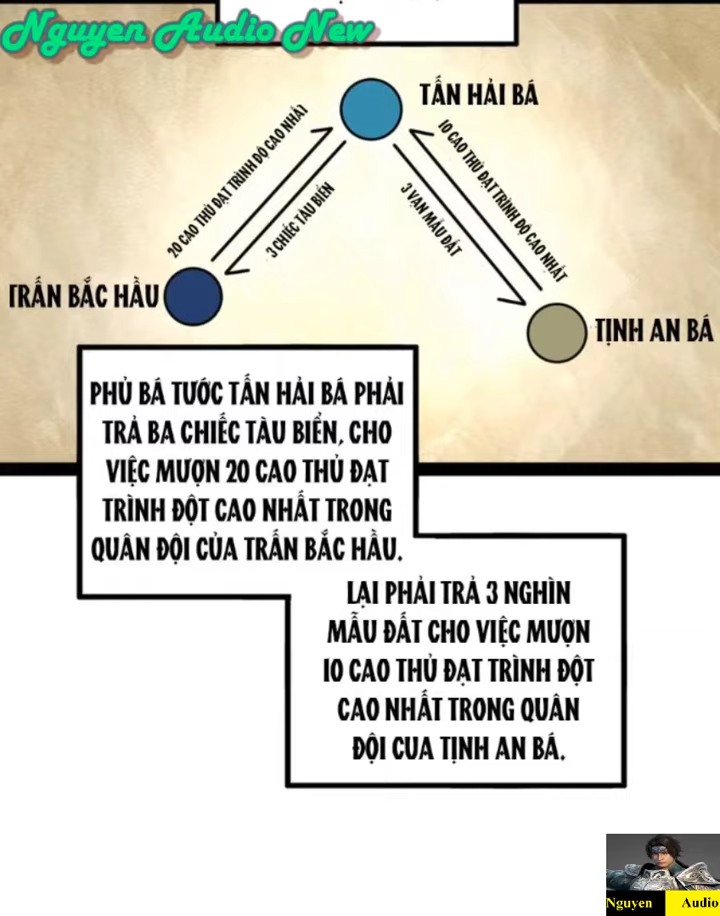 Nguyen Audio New
TẤN HẢI BÁ
20 CAO THỦ ĐẠT TRÌNH ĐỘ CAO NHẤT
3 CHIẾC TÀU BIỂN
3 VẠN MẪU ĐẤT
10 CAO THỦ ĐẠT TRÌNH ĐỘ CAO NHẤT
TRẤN BẮC HẦU
TỊNH AN BÁ
PHỦ BÁ TƯỚC TẤN HẢI BÁ PHẢI
TRẢ BA CHIẾC TÀU BIỂN, CHO
VIỆC MƯỢN 20 CAO THỦ ĐẠT
TRÌNH ĐỘT CAO NHẤT TRONG
QUÂN ĐỘI CỦA TRẤN BẮC HẦU.
LẠI PHẢI TRẢ 3 NGHÌN
MẪU ĐẤT CHO VIỆC MƯỢN
10 CAO THỦ ĐẠT TRÌNH ĐỘT
CAO NHẤT TRONG QUÂN
ĐỘI CUA TỊNH AN BÁ.
Nguyen Audio